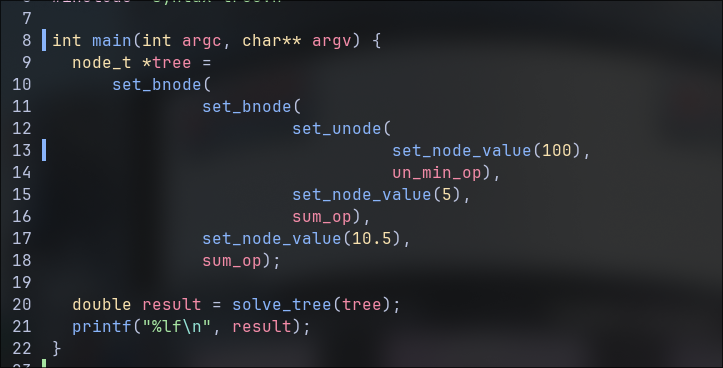 7
8 int main(int argc, char** argv) {
9   node_t *tree =
10       set_bnode(
11                set_bnode(
12                         set_unode(
13                                   set_node_value(100),
14                                   un_min_op),
15                         set_node_value(5),
16                         sum_op),
17                set_node_value(10.5),
18                sum_op);
19
20   double result = solve_tree(tree);
21   printf("%lf\n", result);
22 }